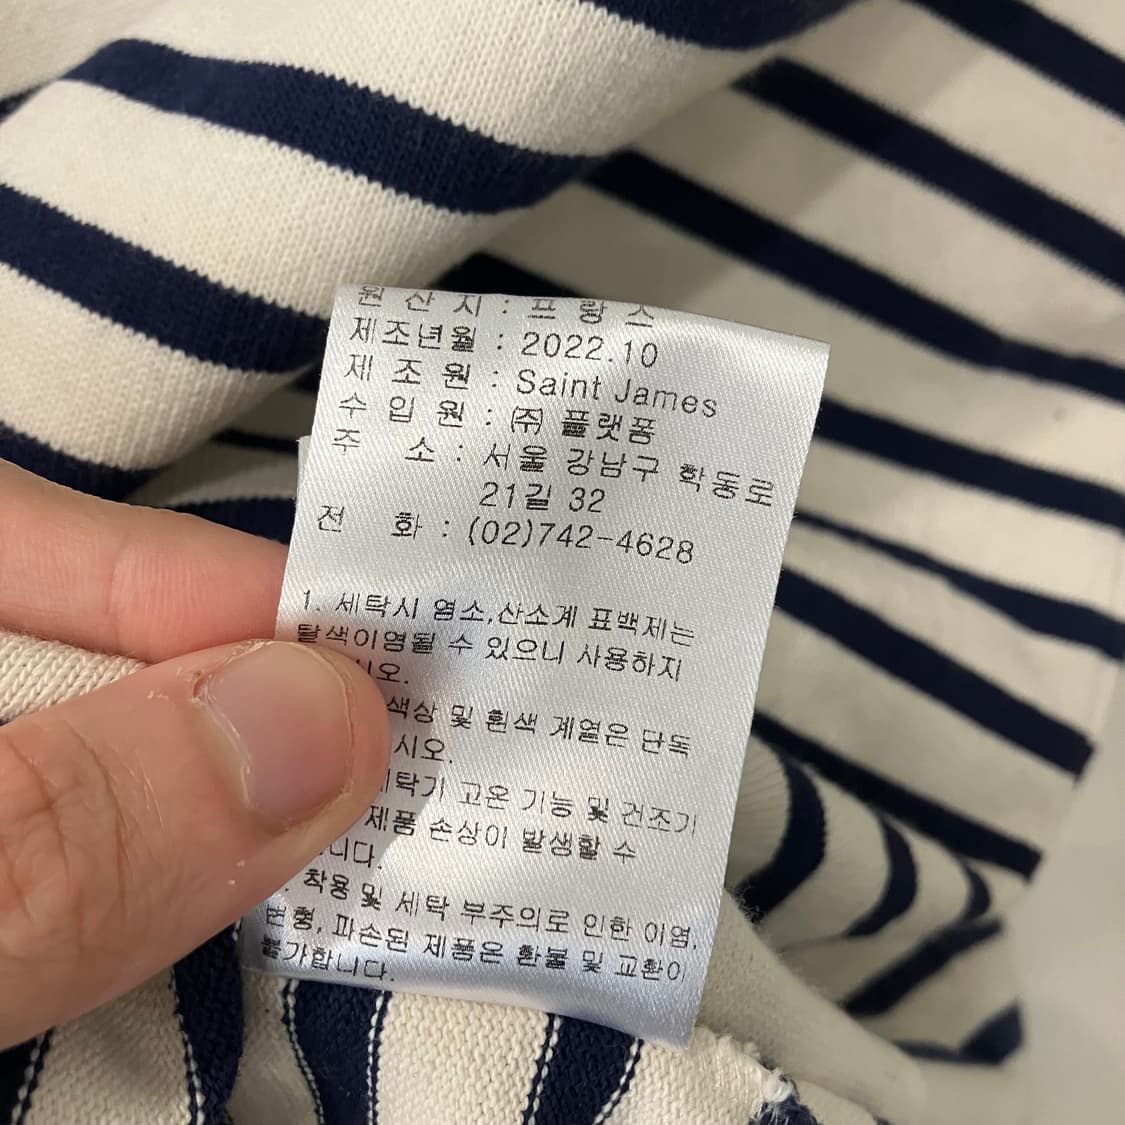 원 산 지 : 프 랑 스
제조년월 : 2022.10
제 조 원 : Saint James
수 입 원 : ㈜ 플랫폼
주 소 : 서울 강남구 학동로
21길 32
전 화 : (02)742-4628
1. 세탁시 염소,산소계 표백제는
탈색이염될 수 있으니 사용하지
시오.
색상 및 흰색 계열은 단독
시오.
세탁기 고온 기능 및 건조기
제품 손상이 발생할 수
니다.
착용 및 세탁 부주의로 인한 이염,
변형, 파손된 제품은 환불 및 교환이
불가합니다.